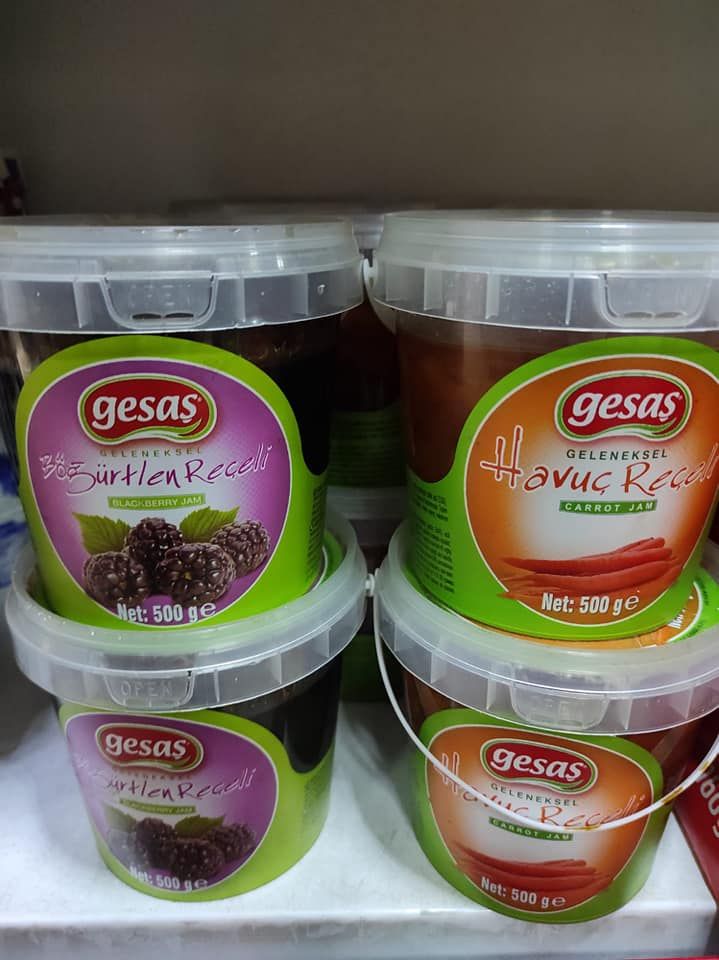 gesaş
GELENEKSEL
Böğürtlen Reçeli
BLACKBERRY JAM
Net: 500 g e
gesaş
GELENEKSEL
Havuç Reçeli
CARROT JAM
Net: 500 g e
OPEN
gesaş
GELENEKSEL
Böğürtlen Reçeli
BLACKBERRY JAM
Net: 500 g e
gesaş
GELENEKSEL
Havuç Reçeli
CARROT JAM
Net: 500 g e